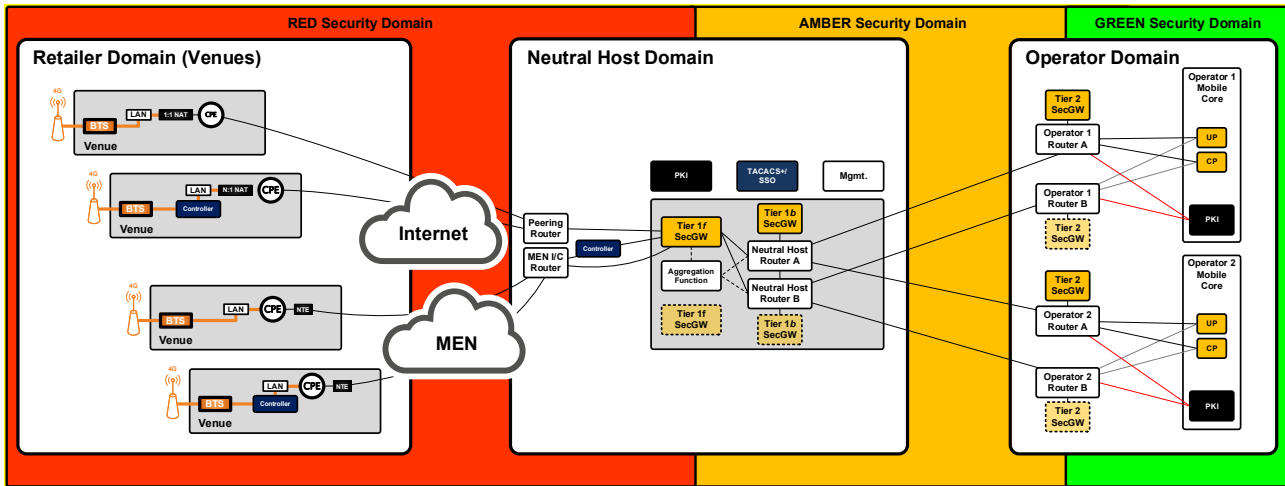 RED Security Domain
AMBER Security Domain
GREEN Security Domain
Retailer Domain (Venues)
4G
BTS
LAN
1:1 NAT
CPE
Venue
4G
BTS
Controller
LAN
N:1 NAT
CPE
Venue
4G
BTS
LAN
CPE
NTE
Venue
4G
BTS
Controller
LAN
CPE
NTE
Venue
Internet
MEN
Neutral Host Domain
PKI
TACACS+/
SSO
Mgmt.
Peering
Router
MEN I/C
Router
Controller
Tier 1f
SecGW
Aggregation
Function
Tier 1f
SecGW
Tier 1b
SecGW
Neutral Host
Router A
Neutral Host
Router B
Tier 1b
SecGW
Operator Domain
Tier 2
SecGW
Operator 1
Router A
Operator 1
Router B
Tier 2
SecGW
Operator 1
Mobile
Core
UP
CP
PKI
Tier 2
SecGW
Operator 2
Router A
Operator 2
Router B
Tier 2
SecGW
Operator 2
Mobile
Core
UP
CP
PKI